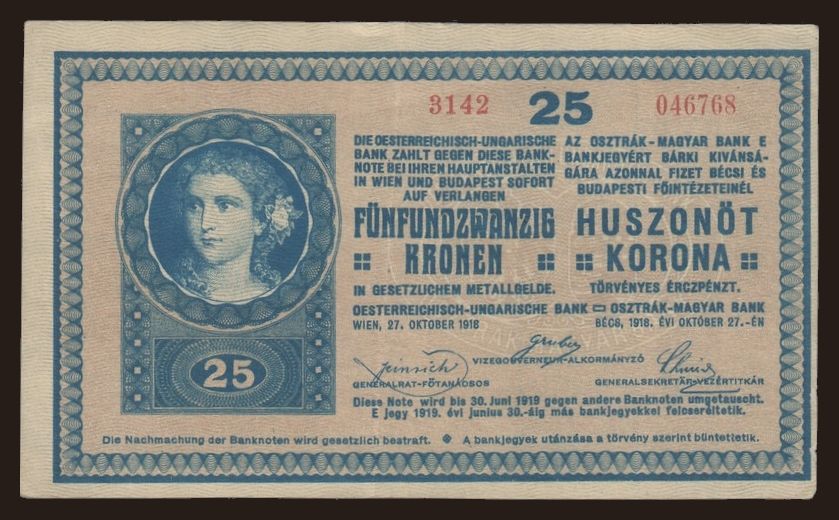 3142 25 046768
DIE OESTERREICHISCH-UNGARISCHE
BANK ZAHLT GEGEN DIESE BANK-
NOTE BEI IHREN HAUPTANSTALTEN
IN WIEN UND BUDAPEST SOFORT
AUF VERLANGEN
FÜNFUNDZWANZIG
KRONEN
IN GESETZLICHEM METALLGELDE.
OESTERREICHISCH-UNGARISCHE BANK
WIEN, 27. OKTOBER 1918
AZ OSZTRÁK-MAGYAR BANK E
BANKJEGYÉRT BÁRKI KIVÁNSÁ-
GÁRA AZONNAL FIZET BÉCSI ÉS
BUDAPESTI FŐINTÉZETEINÉL
HUSZONÖT
KORONA
TÖRVÉNYES ÉRCZPÉNZT.
OSZTRÁK-MAGYAR BANK
BÉCS, 1918. ÉVI OKTÓBER 27.-ÉN
25
Gruber
VIZEGOUVERNEUR-ALKORMÁNYZÓ
GENERALRAT-FŐTANÁCSOS
GENERALSEKRETÄR-VEZÉRTITKÁR
Diese Note wird bis 30. Juni 1919 gegen andere Banknoten umgetauscht.
E jegy 1919. évi junius 30.-áig más bankjegyekkel felcseréltetik.
Die Nachmachung der Banknoten wird gesetzlich bestraft. A bankjegyek utánzása a törvény szerint büntettetik.